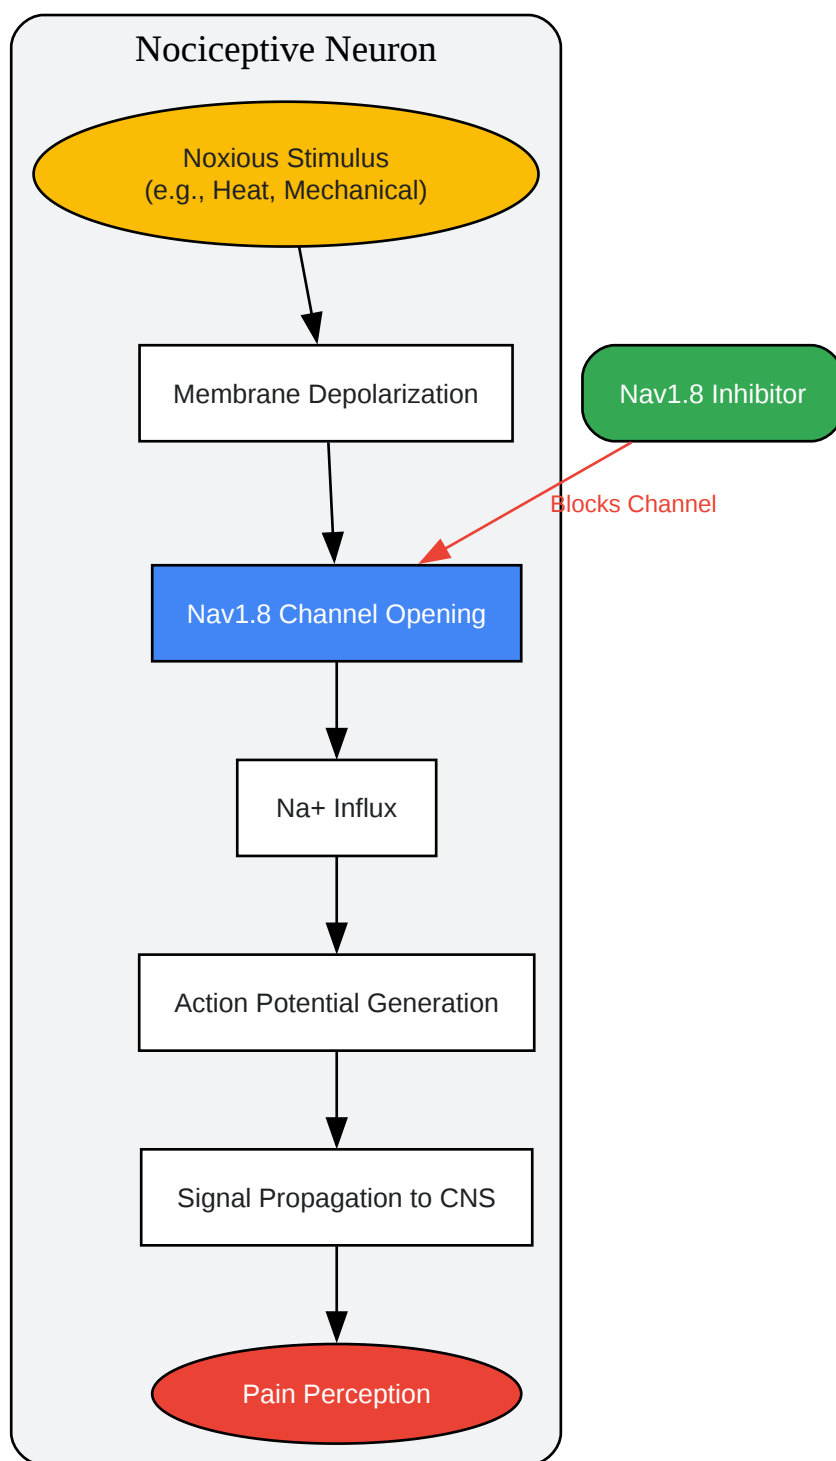 Nociceptive Neuron
Noxious Stimulus
(e.g., Heat, Mechanical)
Membrane Depolarization
Nav1.8 Inhibitor
Blocks Channel
Nav1.8 Channel Opening
Na+ Influx
Action Potential Generation
Signal Propagation to CNS
Pain Perception